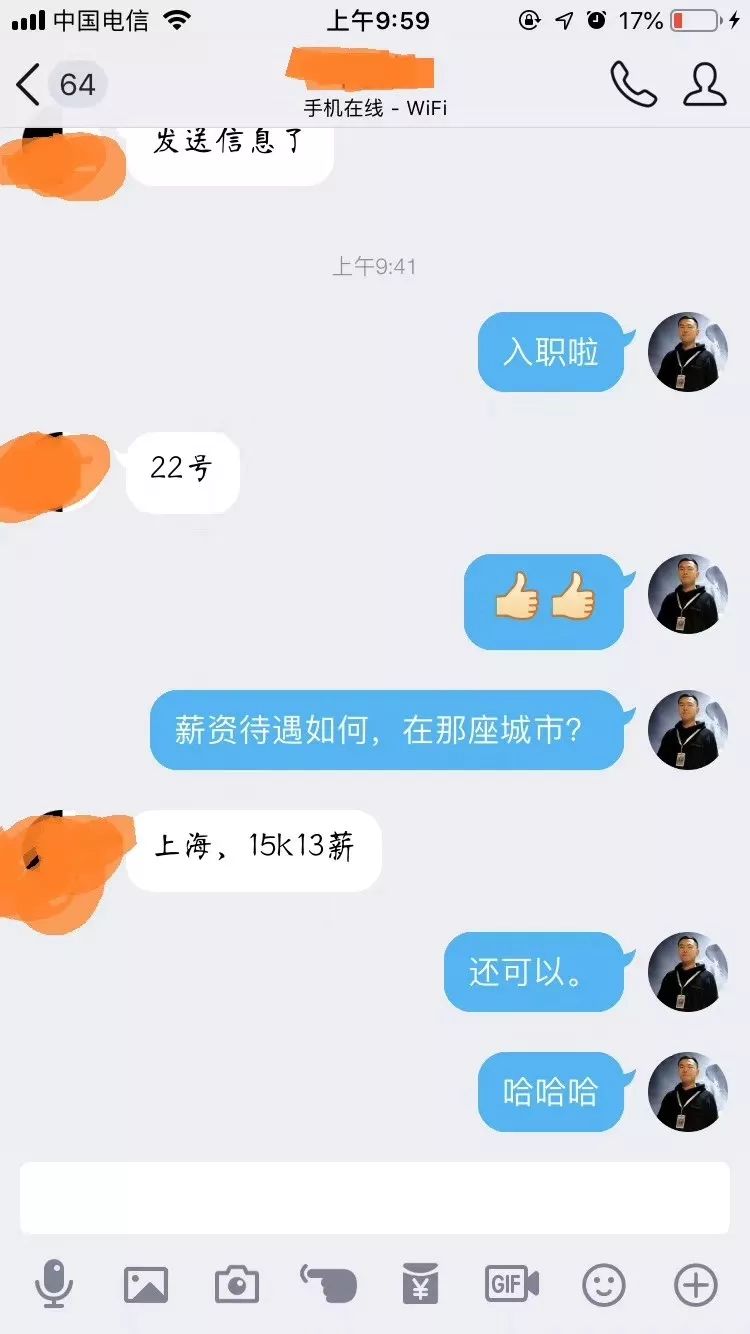 中国电信 上午9:59 17%
64
手机在线 - WiFi
发送信息了
上午9:41
入职啦
22号
薪资待遇如何，在那座城市？
上海，15k13薪
还可以。
哈哈哈
GIF